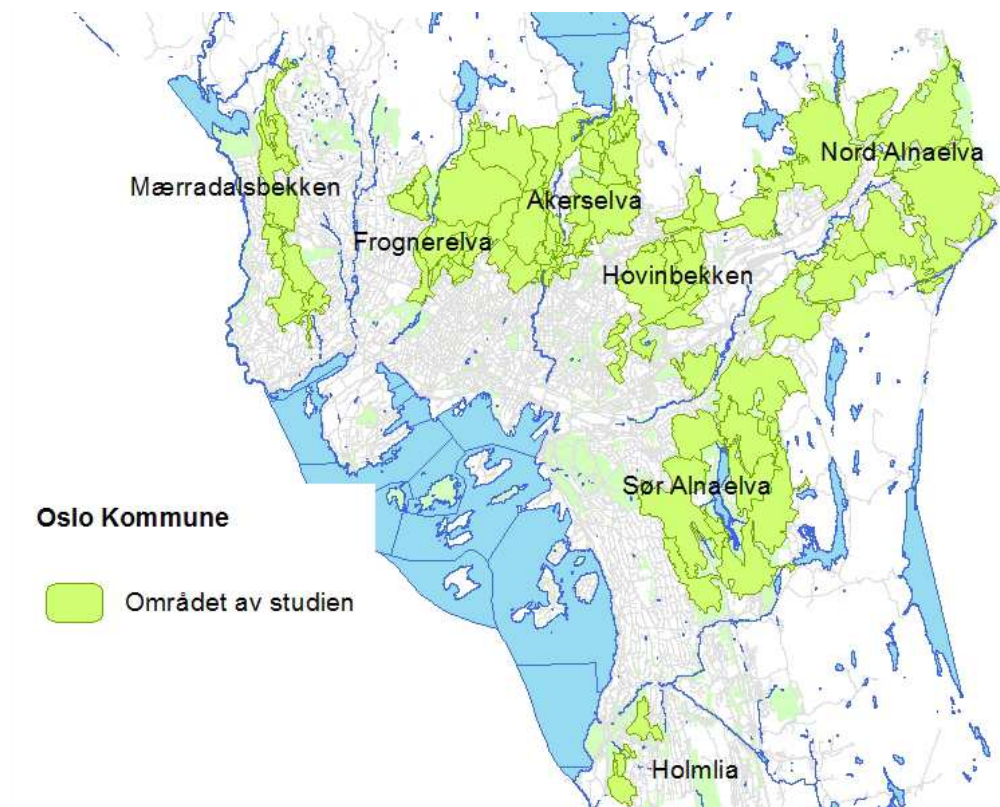 Nord Alnaelva
Mærradalsbekken
Akerselva
Frognerelva
Hovinbekken
Sør Alnaelva
Oslo Kommune
Området av studien
Holmlia